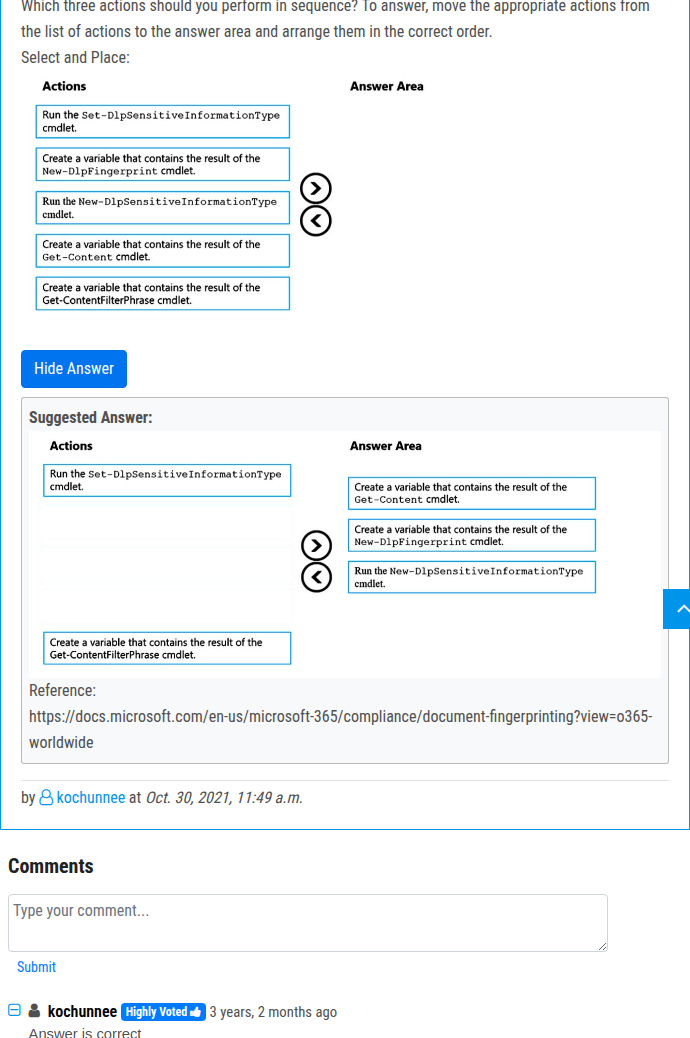 Which three actions should you perform in sequence? To answer, move the appropriate actions from
the list of actions to the answer area and arrange them in the correct order.
Select and Place:
Actions
Answer Area
Run the Set-DlpSensitiveInformationType
cmdlet.
Create a variable that contains the result of the
New-DlpFingerprint cmdlet.
Run the New-DlpSensitiveInformationType
cmdlet.
Create a variable that contains the result of the
Get-Content cmdlet.
Create a variable that contains the result of the
Get-ContentFilterPhrase cmdlet.
Hide Answer
Suggested Answer:
Actions
Answer Area
Run the Set-DlpSensitiveInformationType
cmdlet.
Create a variable that contains the result of the
Get-ContentFilterPhrase cmdlet.
Create a variable that contains the result of the
Get-Content cmdlet.
Create a variable that contains the result of the
New-DlpFingerprint cmdlet.
Run the New-DlpSensitiveInformationType
cmdlet.
Reference:
https://docs.microsoft.com/en-us/microsoft-365/compliance/document-fingerprinting?view=o365-
worldwide
by kochunnee at Oct. 30, 2021, 11:49 a.m.
Comments
Type your comment...
Submit
kochunnee Highly Voted 3 years, 2 months ago
Answer is correct